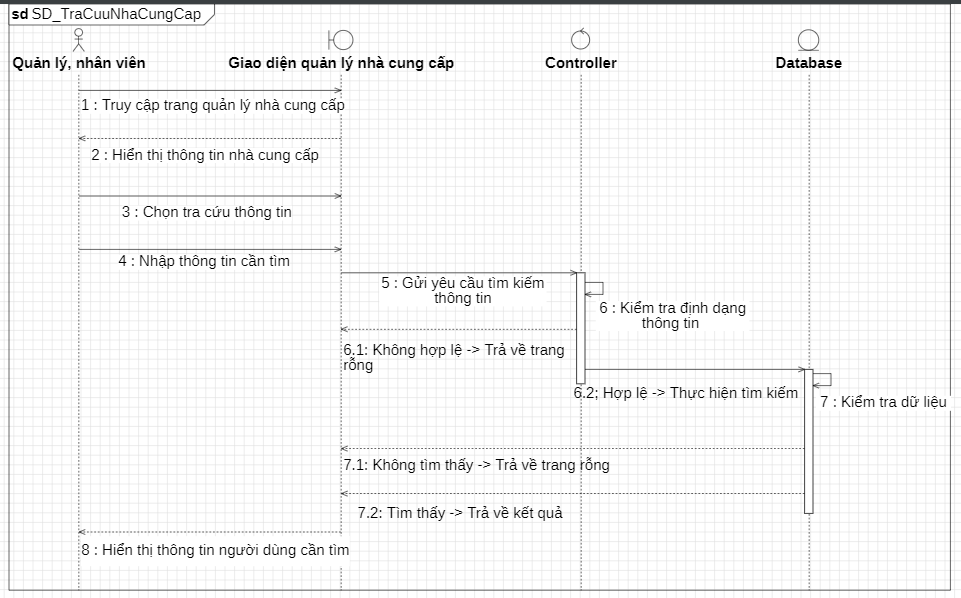 sd SD_TraCuuNhaCungCap
Quản lý, nhân viên
Giao diện quản lý nhà cung cấp
Controller
Database
1 : Truy cập trang quản lý nhà cung cấp
2 : Hiển thị thông tin nhà cung cấp
3 : Chọn tra cứu thông tin
4 : Nhập thông tin cần tìm
5 : Gửi yêu cầu tìm kiếm
thông tin
6 : Kiểm tra định dạng
thông tin
6.1: Không hợp lệ -> Trả về trang
rỗng
6.2; Hợp lệ -> Thực hiện tìm kiếm
7 : Kiểm tra dữ liệu
7.1: Không tìm thấy -> Trả về trang rỗng
7.2: Tìm thấy -> Trả về kết quả
8 : Hiển thị thông tin người dùng cần tìm